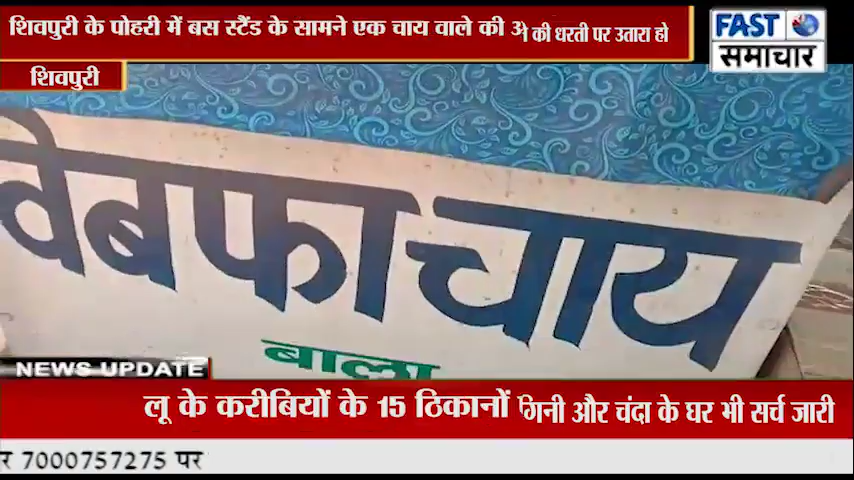 शिवपुरी के पोहरी में बस स्टैंड के सामने एक चाय वाले की की धरती पर उतारा हो
FAST
समाचार
शिवपुरी
चाय
बाला
NEWS UPDATE
लू के करीबियों के 15 ठिकानों और चंदा के घर भी सर्च जारी
7000757275 पर